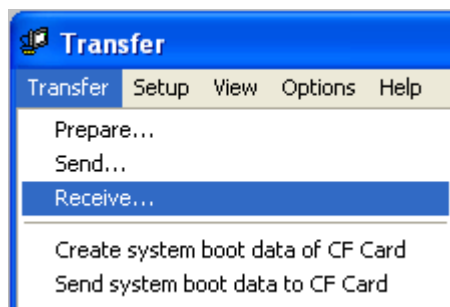 Transfer
Transfer Setup View Options Help
Prepare...
Send...
Receive...
Create system boot data of CF Card
Send system boot data to CF Card